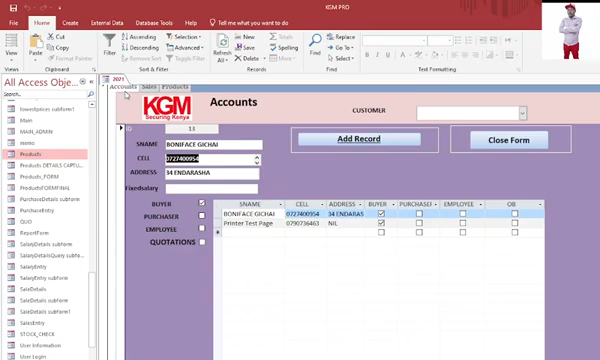 KGM PRO
File Home Create External Data Database Tools Help Tell me what you want to do
View Paste Cut Copy Format Painter Filter Ascending Descending Remove Sort Selection Advanced Toggle Filter Refresh All New Save Delete Totals Spelling More Find Replace Go To Select
Views Clipboard Sort & Filter Records Find Text Formatting
All Access Obje...
Search...
lowestprices subform1
Main
MAIN_ADMIN
memo
Products
Products DETAILS CAPTU...
Products_FORM
PRODUCTSFORMFINAL
PurchaseDetails subform
PurchaseEntry
QUO
ReportForm
SalaryDetails subform
SalaryDetailsQuery subfo...
SalaryEntry
SaleDetails
SaleDetails subform
SaleDetails subform1
SalesEntry
STOCK_CHECK
User Information
User Information
2021
Accounts Sales Products
KGM
Securing Kenya
Accounts
CUSTOMER
ID 13
SNAME BONIFACE GICHAI
CELL 0727400954
ADDRESS 34 ENDARASHA
Fixedsalary
Add Record
Close Form
BUYER
PURCHASER
EMPLOYEE
QUOTATIONS
SNAME CELL ADDRESS BUYER PURCHASER EMPLOYEE OB
BONIFACE GICHAI 0727400954 34 ENDARAS
Printer Test Page 0790736463 NIL